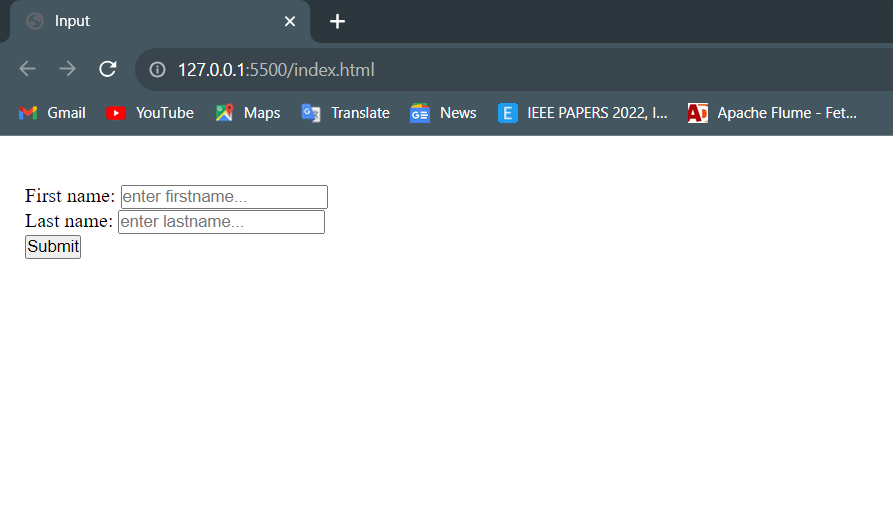 Input
127.0.0.1:5500/index.html
Gmail YouTube Maps Translate News IEEE PAPERS 2022, I... Apache Flume - Fet...
First name: enter firstname...
Last name: enter lastname...
Submit